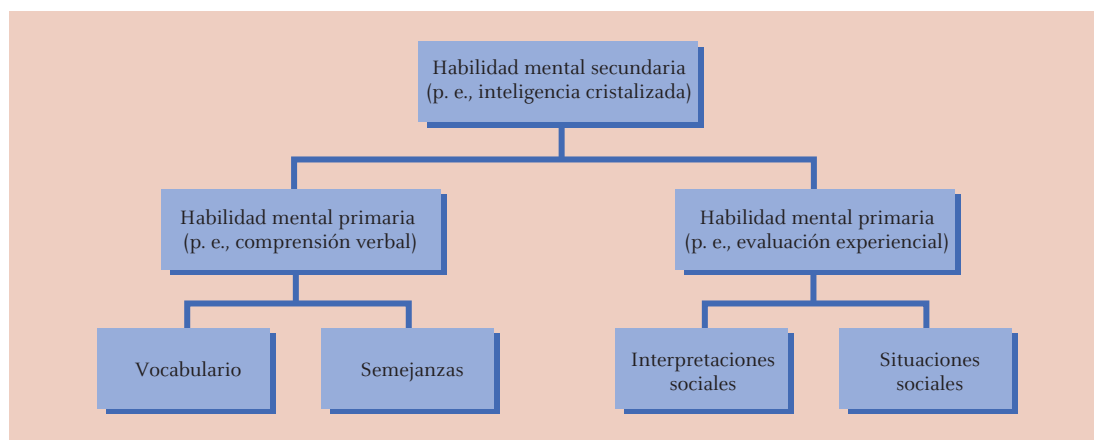 Habilidad mental secundaria
(p. e., inteligencia cristalizada)
Habilidad mental primaria
(p. e., comprensión verbal)
Habilidad mental primaria
(p. e., evaluación experiencial)
Vocabulario
Semejanzas
Interpretaciones
sociales
Situaciones
sociales